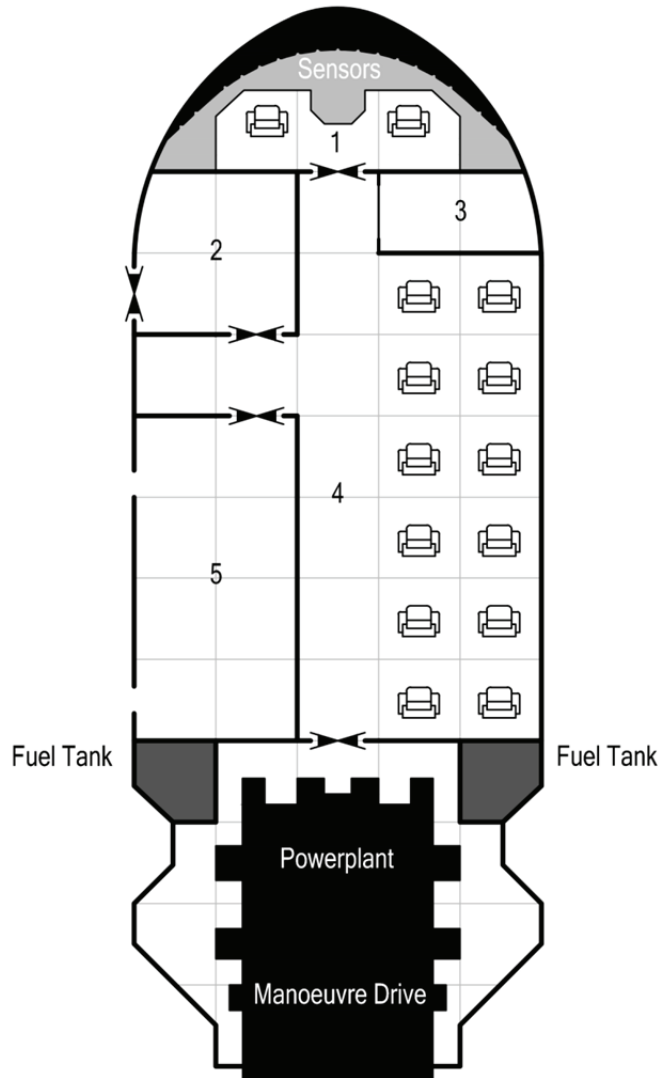 Sensors
1
2
3
4
5
Fuel Tank
Fuel Tank
Powerplant
Manoeuvre Drive